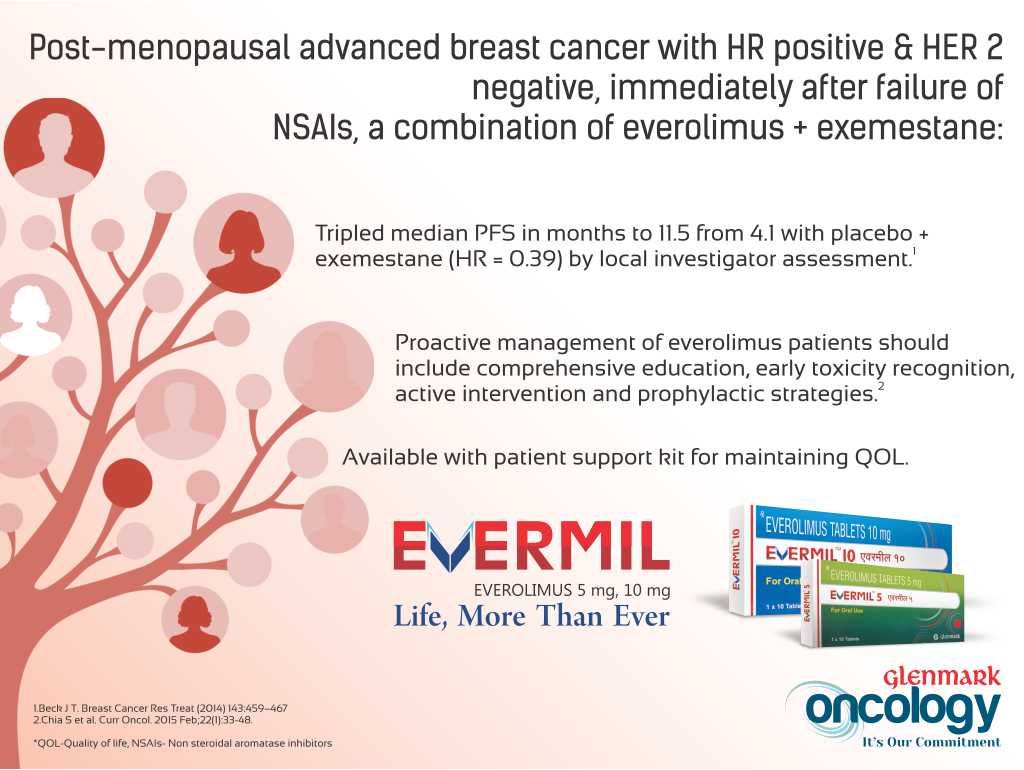 Post-menopausal advanced breast cancer with HR positive & HER 2
negative, immediately after failure of
NSAIs, a combination of everolimus + exemestane:
Tripled median PFS in months to 11.5 from 4.1 with placebo +
exemestane (HR = 0.39) by local investigator assessment.1
Proactive management of everolimus patients should
include comprehensive education, early toxicity recognition,
active intervention and prophylactic strategies.2
Available with patient support kit for maintaining QOL.
EVERMIL
EVEROLIMUS 5 mg, 10 mg
Life, More Than Ever
EVERMIL 10
EVEROLIMUS TABLETS 10 mg
EVERMIL 10 एवरमील १०
For Oral
1 x 10 Table
EVERMIL 5
EVEROLIMUS TABLETS 5 mg
EVERMIL 5 एवरमील ५
For Oral Use
1 x 10 Tablets
glenmark
glenmark
oncology
It's Our Commitment
1.Beck J T. Breast Cancer Res Treat (2014) 143:459–467
2.Chia S et al. Curr Oncol. 2015 Feb;22(1):33-48.
*QOL-Quality of life, NSAIs- Non steroidal aromatase inhibitors